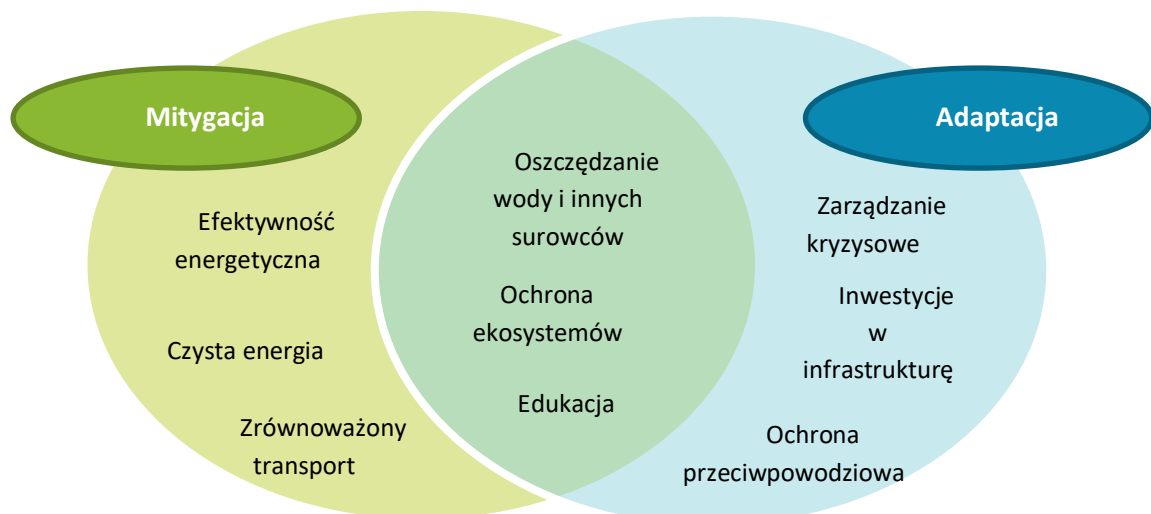 Mitygacja
Efektywność
energetyczna
Czysta energia
Zrównoważony
transport
Oszczędzanie
wody i innych
surowców
Ochrona
ekosystemów
Edukacja
Adaptacja
Zarządzanie
kryzysowe
Inwestycje
w
infrastrukturę
Ochrona
przeciwpowodziowa